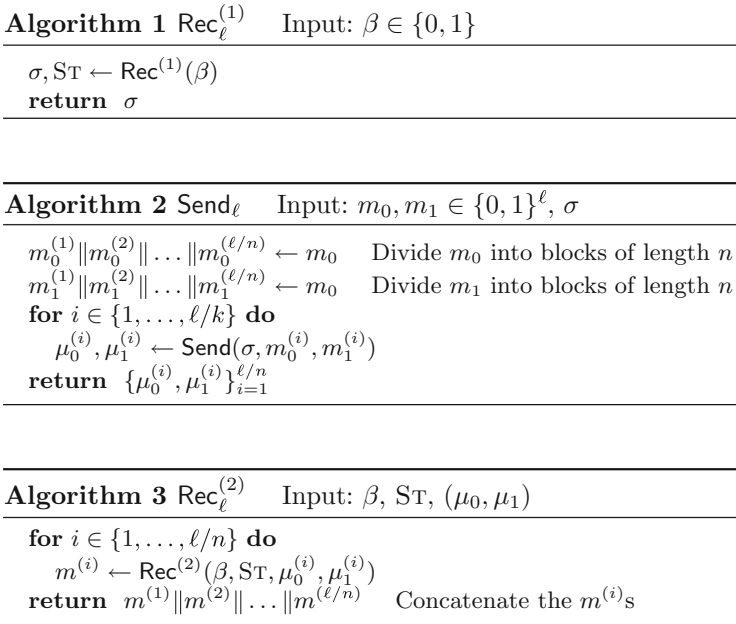 Algorithm 1 Rec_ℓ^{(1)} Input: β ∈ {0, 1}
σ, ST ← Rec^{(1)}(β)
return σ
Algorithm 2 Send_ℓ Input: m_0, m_1 ∈ {0, 1}^ℓ, σ
m_0^{(1)}‖m_0^{(2)}‖ … ‖m_0^{(ℓ/n)} ← m_0 Divide m_0 into blocks of length n
m_1^{(1)}‖m_1^{(2)}‖ … ‖m_1^{(ℓ/n)} ← m_0 Divide m_1 into blocks of length n
for i ∈ {1, …, ℓ/k} do
μ_0^{(i)}, μ_1^{(i)} ← Send(σ, m_0^{(i)}, m_1^{(i)})
return {μ_0^{(i)}, μ_1^{(i)}}_{i=1}^{ℓ/n}
Algorithm 3 Rec_ℓ^{(2)} Input: β, ST, (μ_0, μ_1)
for i ∈ {1, …, ℓ/n} do
m^{(i)} ← Rec^{(2)}(β, ST, μ_0^{(i)}, μ_1^{(i)})
return m^{(1)}‖m^{(2)}‖ … ‖m^{(ℓ/n)} Concatenate the m^{(i)}s